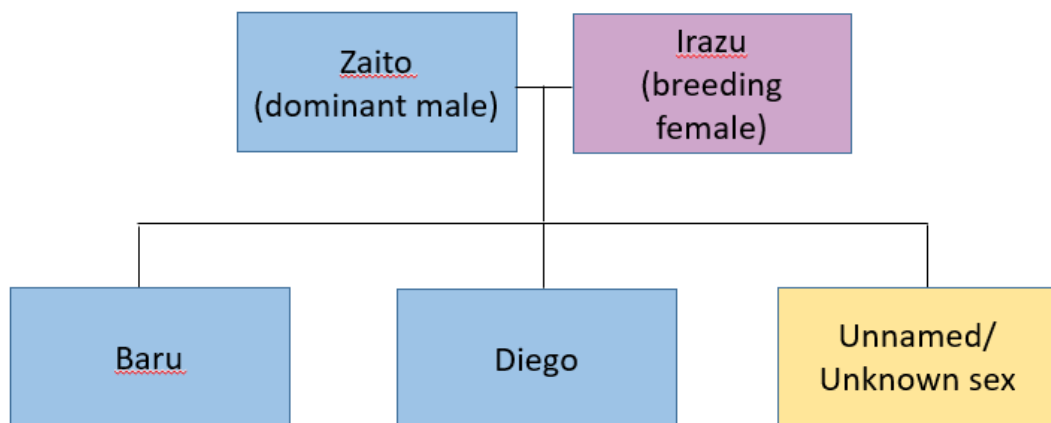 Zaito
(dominant male)
Irazu
(breeding
female)
Baru
Diego
Unnamed/
Unknown sex